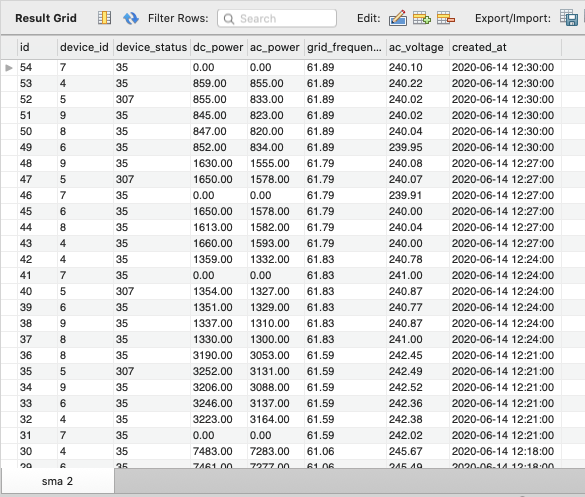 Result Grid Filter Rows: Search Edit: Export/Import:
id device_id device_status dc_power ac_power grid_frequen... ac_voltage created_at
54 7 35 0.00 0.00 61.89 240.10 2020-06-14 12:30:00
53 4 35 859.00 855.00 61.89 240.22 2020-06-14 12:30:00
52 5 307 855.00 833.00 61.89 240.02 2020-06-14 12:30:00
51 9 35 845.00 823.00 61.89 240.02 2020-06-14 12:30:00
50 8 35 847.00 820.00 61.89 240.04 2020-06-14 12:30:00
49 6 35 852.00 834.00 61.89 239.95 2020-06-14 12:30:00
48 9 35 1630.00 1555.00 61.79 240.08 2020-06-14 12:27:00
47 5 307 1650.00 1578.00 61.79 240.07 2020-06-14 12:27:00
46 7 35 0.00 0.00 61.79 239.91 2020-06-14 12:27:00
45 6 35 1650.00 1578.00 61.79 240.00 2020-06-14 12:27:00
44 8 35 1613.00 1582.00 61.79 240.04 2020-06-14 12:27:00
43 4 35 1660.00 1593.00 61.79 240.00 2020-06-14 12:27:00
42 4 35 1359.00 1332.00 61.83 240.78 2020-06-14 12:24:00
41 7 35 0.00 0.00 61.83 241.00 2020-06-14 12:24:00
40 5 307 1354.00 1327.00 61.83 240.87 2020-06-14 12:24:00
39 6 35 1351.00 1329.00 61.83 240.77 2020-06-14 12:24:00
38 9 35 1337.00 1310.00 61.83 240.87 2020-06-14 12:24:00
37 8 35 1330.00 1300.00 61.83 241.00 2020-06-14 12:24:00
36 8 35 3190.00 3053.00 61.59 242.45 2020-06-14 12:21:00
35 5 307 3252.00 3131.00 61.59 242.49 2020-06-14 12:21:00
34 9 35 3206.00 3088.00 61.59 242.52 2020-06-14 12:21:00
33 6 35 3246.00 3137.00 61.59 242.36 2020-06-14 12:21:00
32 4 35 3223.00 3164.00 61.59 242.38 2020-06-14 12:21:00
31 7 35 0.00 0.00 61.59 242.02 2020-06-14 12:21:00
30 4 35 7483.00 7283.00 61.06 245.67 2020-06-14 12:18:00
29 6 35 7461.00 7277.00 61.06 245.49 2020-06-14 12:18:00
sma 2